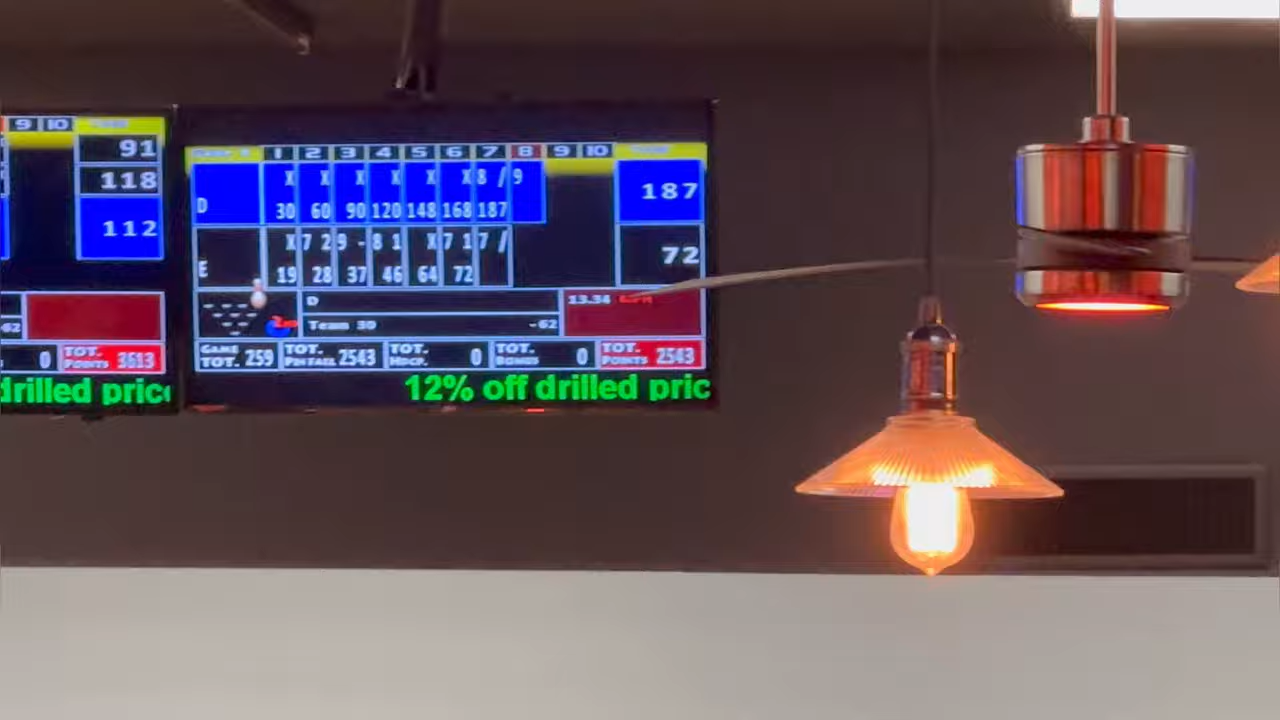 9 10
91
118
112
-62
0 TOT. POINTS 3613
drilled price
1 2 3 4 5 6 7 8 9 10
D X X X X X X 8 / 9 187
30 60 90 120 148 168 187
E X 7 2 9 - 8 1 X 7 1 7 / 72
19 28 37 46 64 72
D 13.34
Team 30 -62
GAME TOT. 259 TOT. PINFALL 2543 TOT. HDCP. 0 TOT. BONUS 0 TOT. POINTS 2543
12% off drilled pric